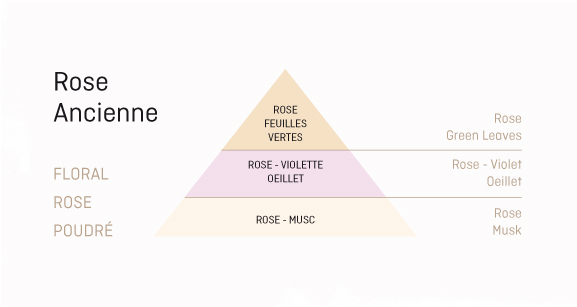 Rose
Ancienne
FLORAL
ROSE
POUDRÉ
ROSE
FEUILLES
VERTES
ROSE - VIOLETTE
OEILLET
ROSE - MUSC
Rose
Green Leaves
Rose - Violet
Oeillet
Rose
Musk